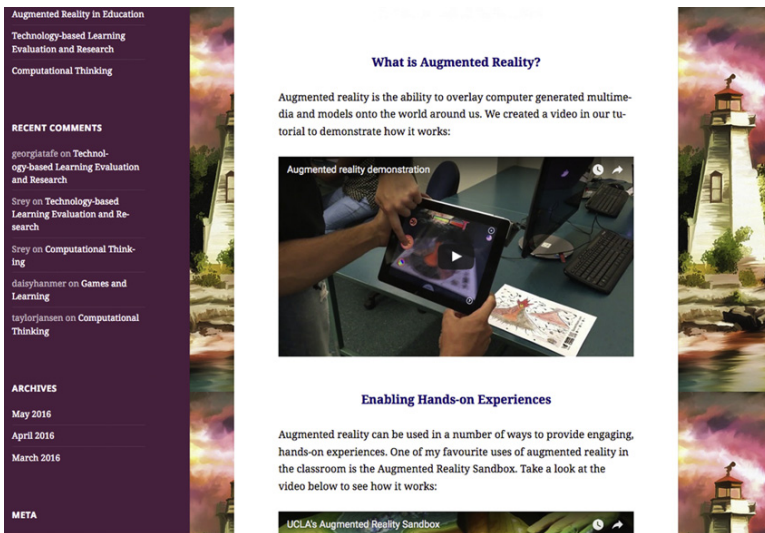 Augmented Reality in Education
Technology-based Learning
Evaluation and Research
Computational Thinking
RECENT COMMENTS
georgiatafe on Technol-
ogy-based Learning Evaluation
and Research
Srey on Technology-based
Learning Evaluation and Re-
search
Srey on Computational Think-
ing
daisyhanmer on Games and
Learning
taylorjansen on Computational
Thinking
ARCHIVES
May 2016
April 2016
March 2016
META
What is Augmented Reality?
Augmented reality is the ability to overlay computer generated multime-
dia and models onto the world around us. We created a video in our tu-
torial to demonstrate how it works:
Augmented reality demonstration
Enabling Hands-on Experiences
Augmented reality can be used in a number of ways to provide engaging,
hands-on experiences. One of my favourite uses of augmented reality in
the classroom is the Augmented Reality Sandbox. Take a look at the
video below to see how it works:
UCLA's Augmented Reality Sandbox